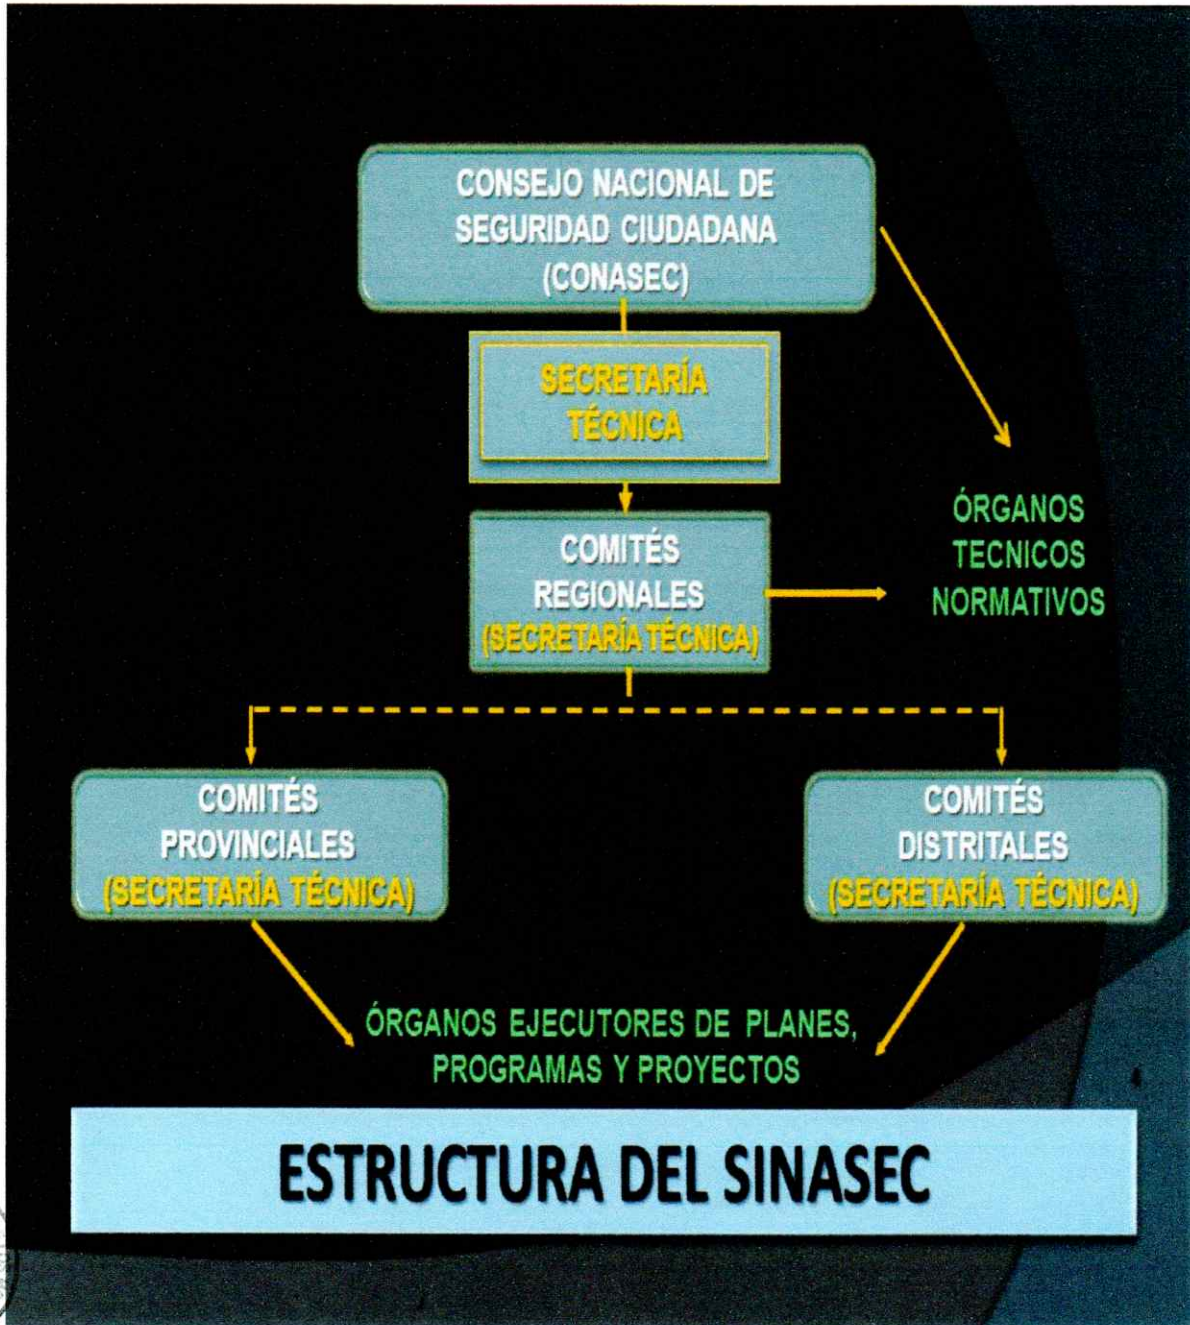 CONSEJO NACIONAL DE
SEGURIDAD CIUDADANA
(CONASEC)
SECRETARÍA
TÉCNICA
COMITÉS
REGIONALES
(SECRETARÍA TÉCNICA)
ÓRGANOS
TECNICOS
NORMATIVOS
COMITÉS
PROVINCIALES
(SECRETARÍA TÉCNICA)
COMITÉS
DISTRITALES
(SECRETARÍA TÉCNICA)
ÓRGANOS EJECUTORES DE PLANES,
PROGRAMAS Y PROYECTOS
4
ESTRUCTURA DEL SINASEC